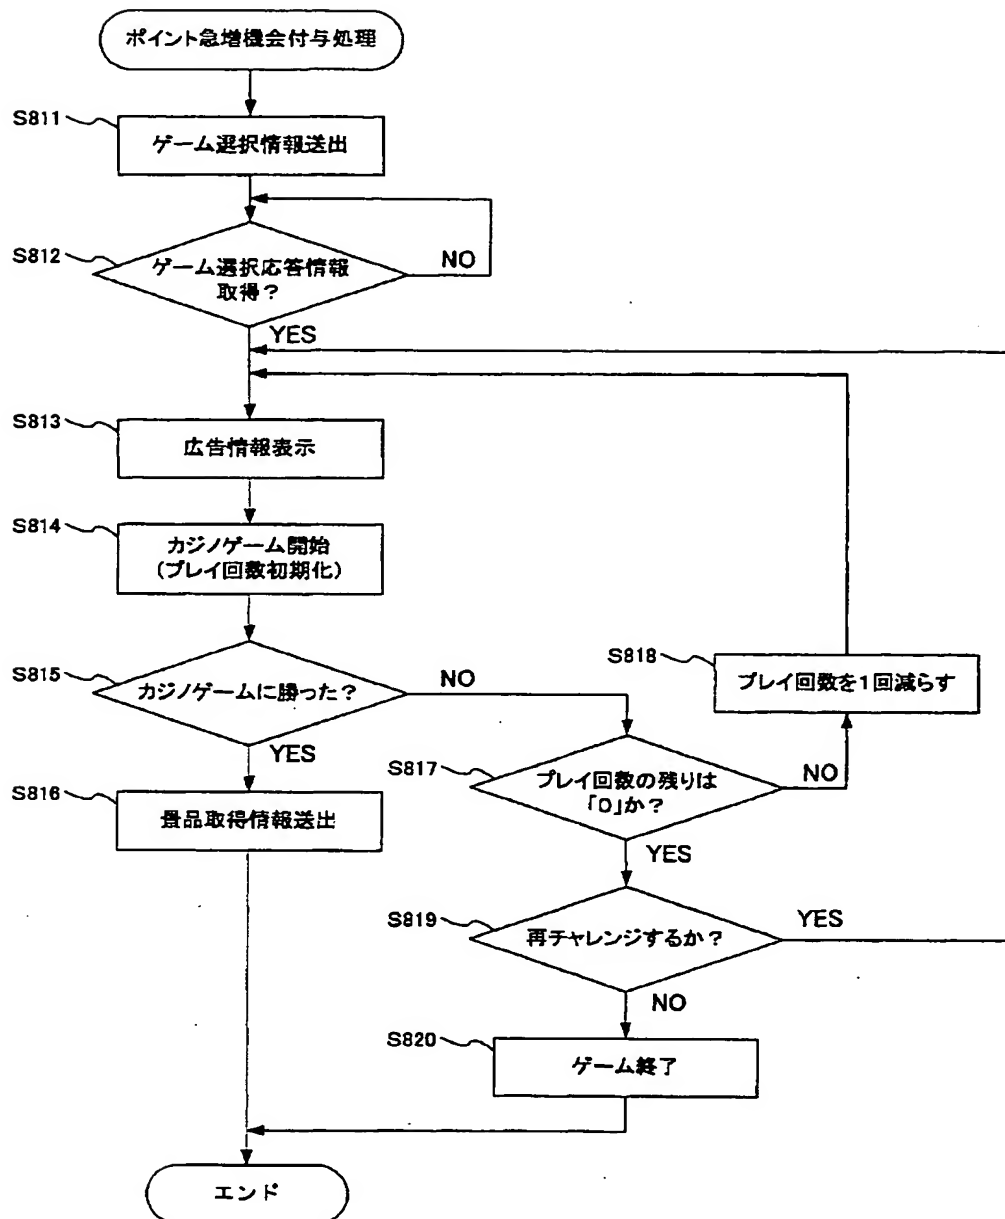 ポイント急増機会付与処理
S811
ゲーム選択情報送出
S812
ゲーム選択応答情報
取得？
NO
YES
S813
広告情報表示
S814
カジノゲーム開始
(プレイ回数初期化)
S815
カジノゲームに勝った？
NO
YES
S816
景品取得情報送出
S817
プレイ回数の残りは
「0」か？
NO
YES
S818
プレイ回数を1回減らす
S819
再チャレンジするか？
YES
NO
S820
ゲーム終了
エンド